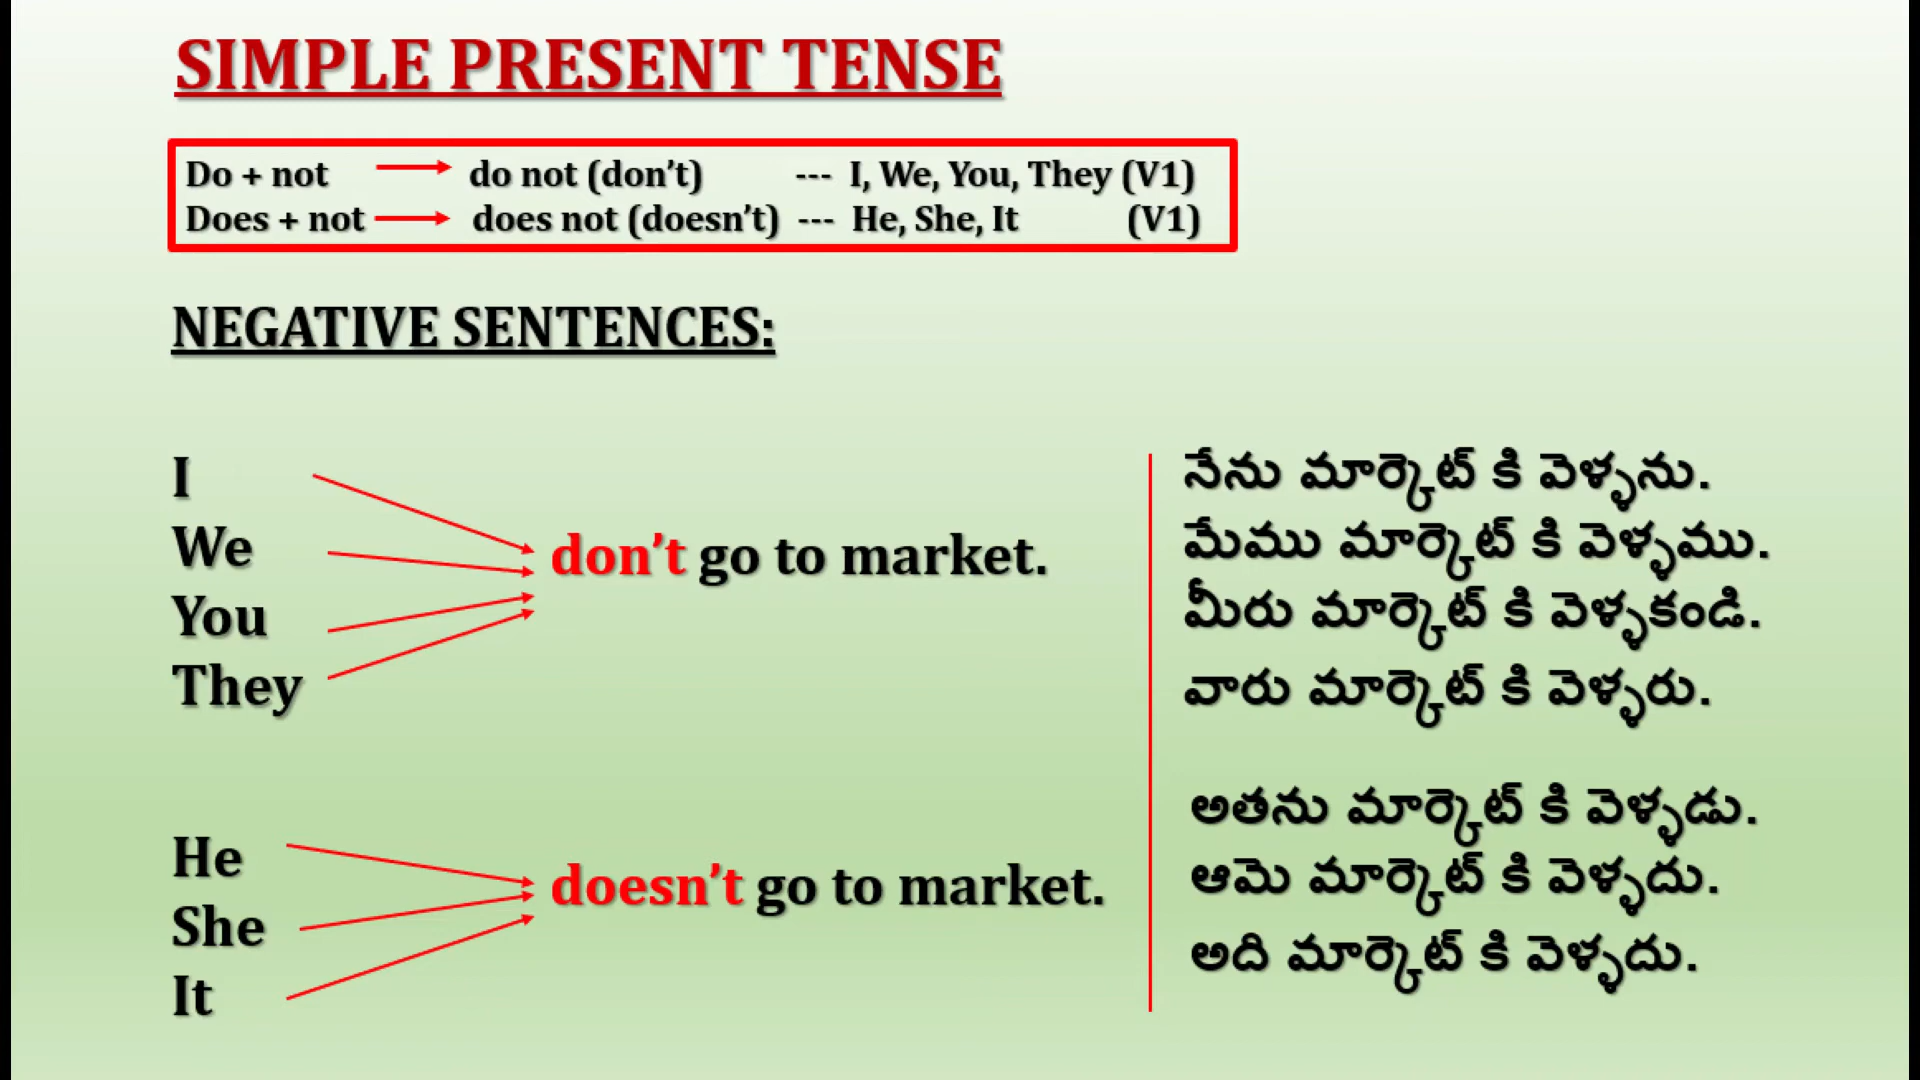 SIMPLE PRESENT TENSE
Do + not do not (don’t) --- I, We, You, They (V1)
Does + not does not (doesn’t) --- He, She, It (V1)
NEGATIVE SENTENCES:
I
We
You
They
don’t go to market.
నేను మార్కెట్ కి వెళ్ళను.
మేము మార్కెట్ కి వెళ్ళము.
మీరు మార్కెట్ కి వెళ్ళకండి.
వారు మార్కెట్ కి వెళ్ళరు.
He
She
It
doesn’t go to market.
అతను మార్కెట్ కి వెళ్ళడు.
ఆమె మార్కెట్ కి వెళ్ళదు.
అది మార్కెట్ కి వెళ్ళదు.